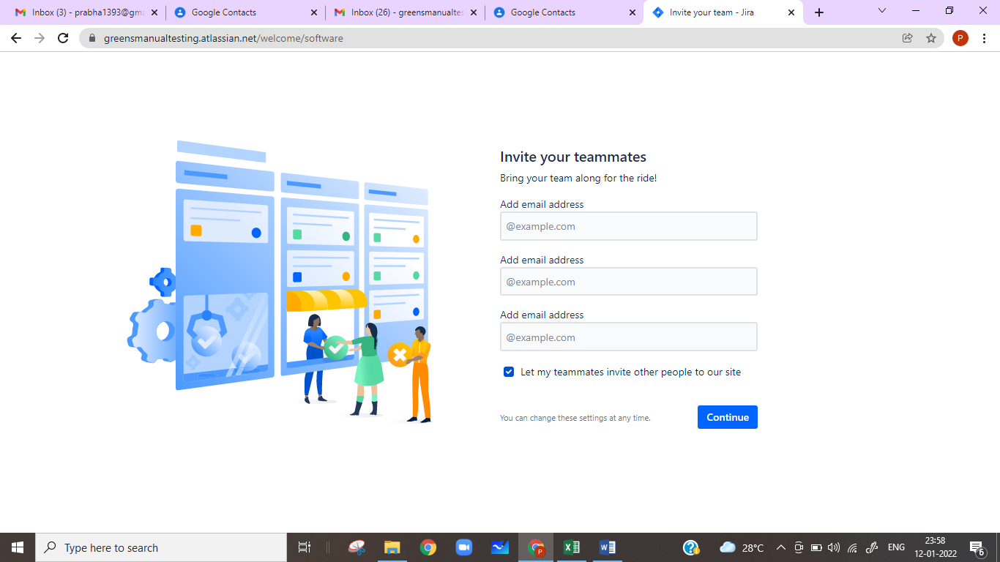 Inbox (3) - prabha1393@gma
Google Contacts
Inbox (26) - greensmanualtes
Google Contacts
Invite your team - Jira
greensmanualtesting.atlassian.net/welcome/software
P
Invite your teammates
Bring your team along for the ride!
Add email address
@example.com
Add email address
@example.com
Add email address
@example.com
Let my teammates invite other people to our site
You can change these settings at any time.
Continue
Type here to search
P
28°C
ENG
23:58
12-01-2022
6